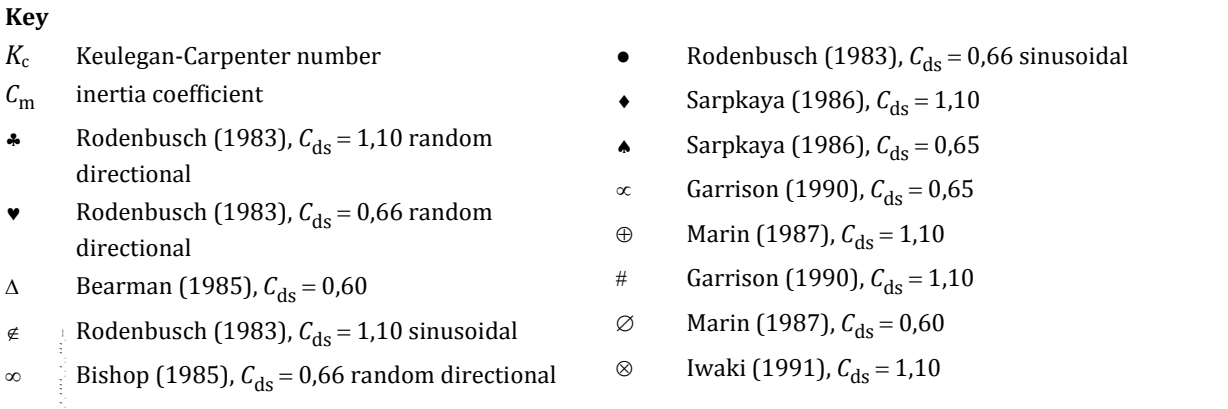 Key
K_c Keulegan-Carpenter number
C_m inertia coefficient
♣ Rodenbusch (1983), C_ds = 1,10 random
directional
♥ Rodenbusch (1983), C_ds = 0,66 random
directional
Δ Bearman (1985), C_ds = 0,60
∉ Rodenbusch (1983), C_ds = 1,10 sinusoidal
∞ Bishop (1985), C_ds = 0,66 random directional
● Rodenbusch (1983), C_ds = 0,66 sinusoidal
♦ Sarpkaya (1986), C_ds = 1,10
♠ Sarpkaya (1986), C_ds = 0,65
∝ Garrison (1990), C_ds = 0,65
⊕ Marin (1987), C_ds = 1,10
# Garrison (1990), C_ds = 1,10
∅ Marin (1987), C_ds = 0,60
⊗ Iwaki (1991), C_ds = 1,10